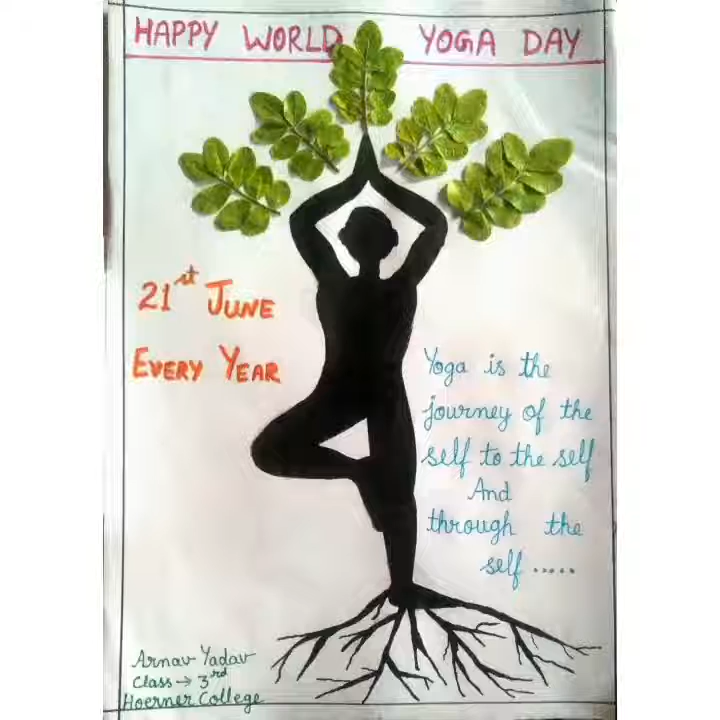 HAPPY WORLD YOGA DAY
21st JUNE
EVERY YEAR
Yoga is the
journey of the
self to the self
And
through the
self .....
Arnav Yadav
Class → 3rd
Hoerner College